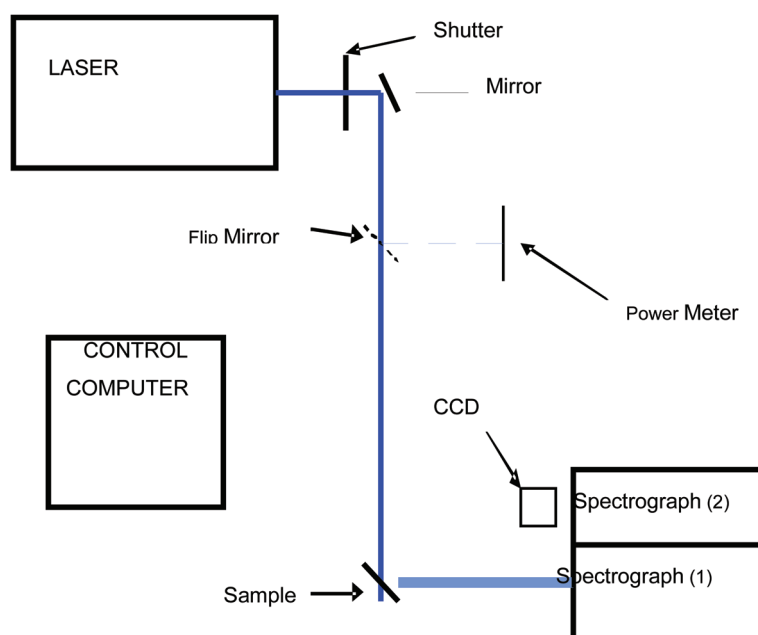 Shutter
LASER
Mirror
Flip Mirror
Power Meter
CONTROL
COMPUTER
CCD
Spectrograph (2)
Spectrograph (1)
Sample